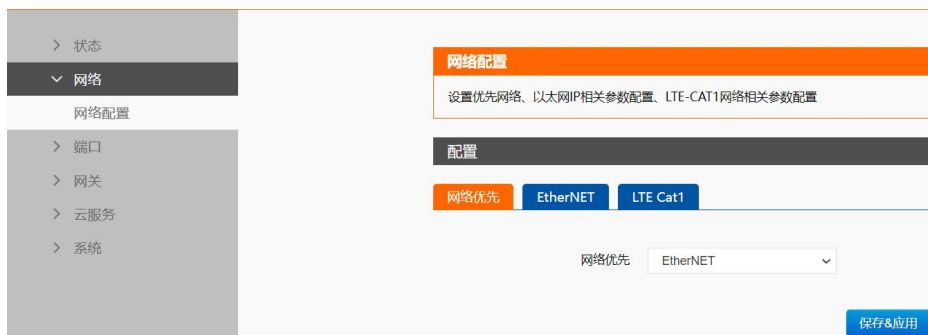 状态
网络
网络配置
端口
网关
云服务
系统
网络配置
设置优先网络、以太网IP相关参数配置、LTE-CAT1网络相关参数配置
配置
网络优先 EtherNET LTE Cat1
网络优先 EtherNET
保存&应用